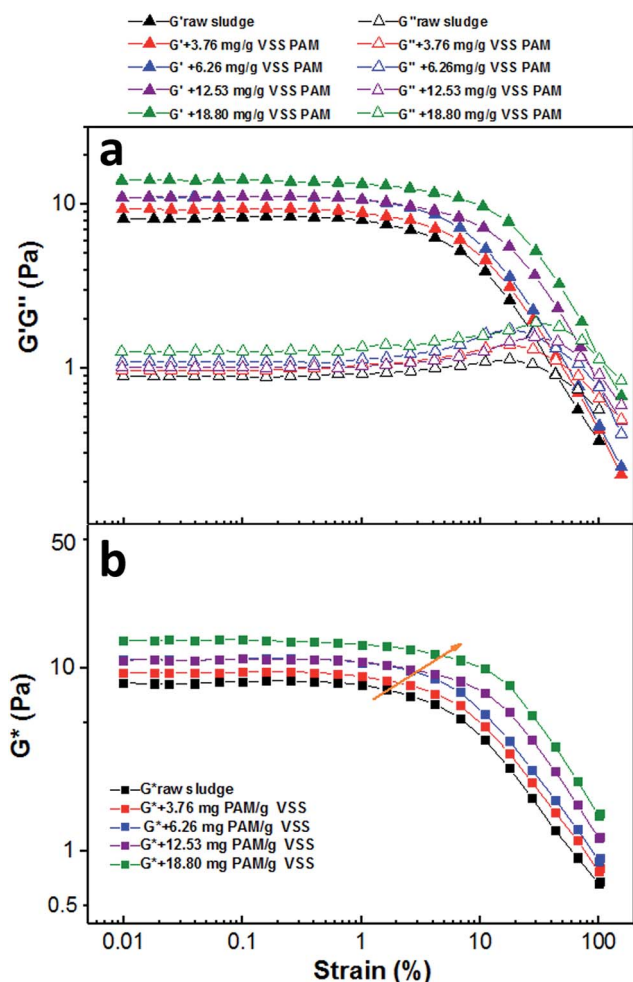 G'raw sludge G''raw sludge
G'+3.76 mg/g VSS PAM G''+3.76 mg/g VSS PAM
G' +6.26 mg/g VSS PAM G'' +6.26mg/g VSS PAM
G' +12.53 mg/g VSS PAM G'' +12.53 mg/g VSS PAM
G' +18.80 mg/g VSS PAM G'' +18.80 mg/g VSS PAM
a
10
1
G'G'' (Pa)
b
50
10
1
0.5
G* (Pa)
G*raw sludge
G*+3.76 mg PAM/g VSS
G*+6.26 mg PAM/g VSS
G*+12.53 mg PAM/g VSS
G*+18.80 mg PAM/g VSS
0.01 0.1 1 10 100
Strain (%)